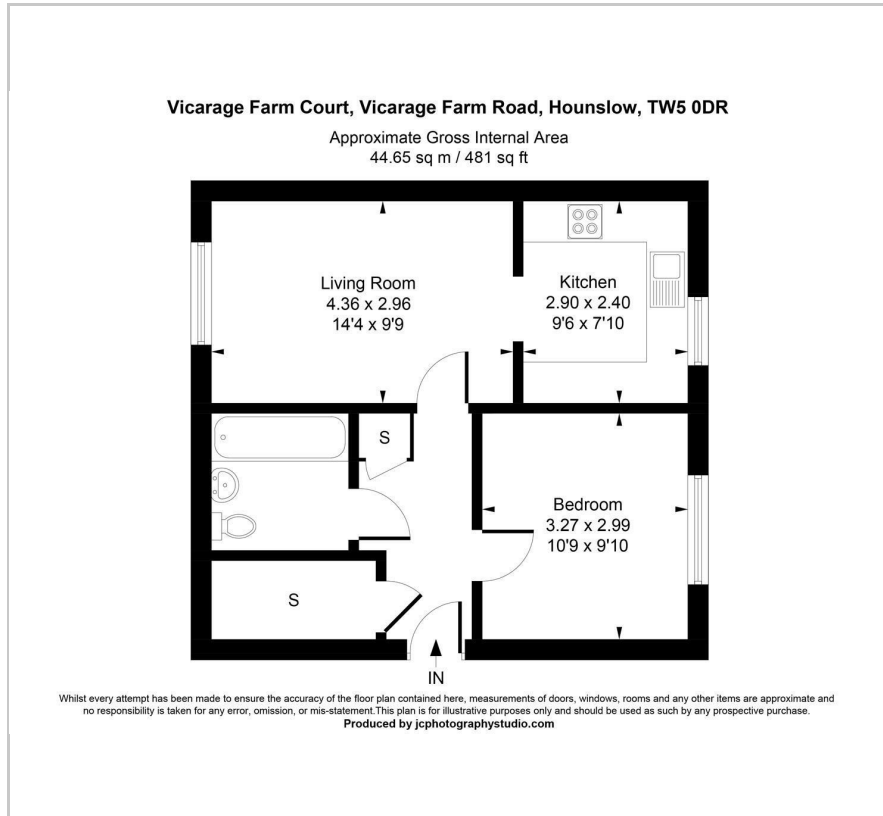 Vicarage Farm Court, Vicarage Farm Road, Hounslow, TW5 0DR
Approximate Gross Internal Area
44.65 sq m / 481 sq ft
Living Room
4.36 x 2.96
14'4 x 9'9
Kitchen
2.90 x 2.40
9'6 x 7'10
S
Bedroom
3.27 x 2.99
10'9 x 9'10
S
IN
Whilst every attempt has been made to ensure the accuracy of the floor plan contained here, measurements of doors, windows, rooms and any other items are approximate and
no responsibility is taken for any error, omission, or mis-statement.This plan is for illustrative purposes only and should be used as such by any prospective purchase.
Produced by jcphotographystudio.com